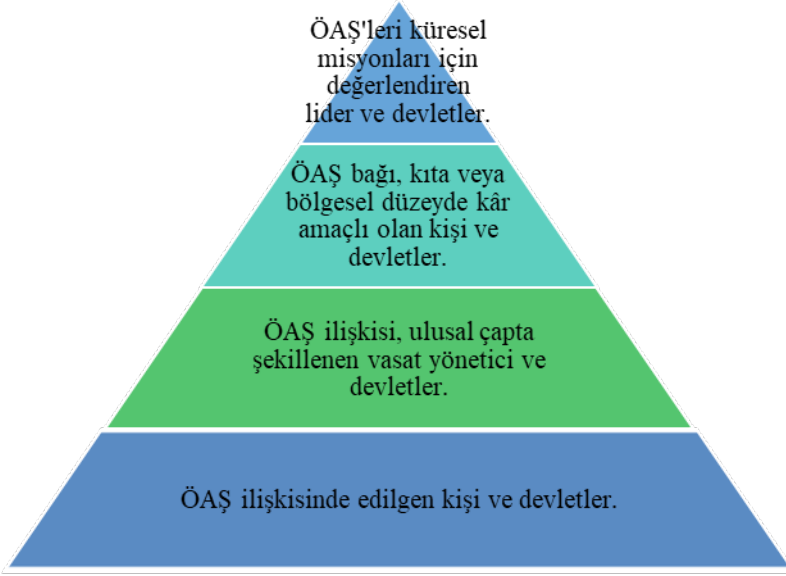 ÖAŞ'leri küresel
misyonları için
değerlendiren
lider ve devletler.
ÖAŞ bağı, kıta veya
bölgesel düzeyde kâr
amaçlı olan kişi ve
devletler.
ÖAŞ ilişkisi, ulusal çapta
şekillenen vasat yönetici ve
devletler.
ÖAŞ ilişkisinde edilgen kişi ve devletler.